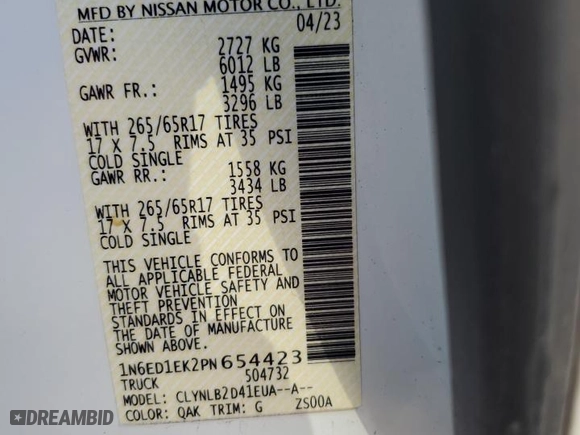 MFD BY NISSAN MOTOR CO., LTD.
DATE: 04/23
GVWR: 2727 KG
6012 LB
GAWR FR.: 1495 KG
3296 LB
WITH 265/65R17 TIRES
17 X 7.5 RIMS AT 35 PSI
COLD SINGLE
GAWR RR.: 1558 KG
3434 LB
WITH 265/65R17 TIRES
17 X 7.5 RIMS AT 35 PSI
COLD SINGLE
THIS VEHICLE CONFORMS TO
ALL APPLICABLE FEDERAL
MOTOR VEHICLE SAFETY AND
THEFT PREVENTION
STANDARDS IN EFFECT ON
THE DATE OF MANUFACTURE
SHOWN ABOVE.
1N6ED1EK2PN654423
TRUCK 504732
MODEL: CLYNLB2D41EUA--A--
COLOR: QAK TRIM: G ZS00A
DREAMBID